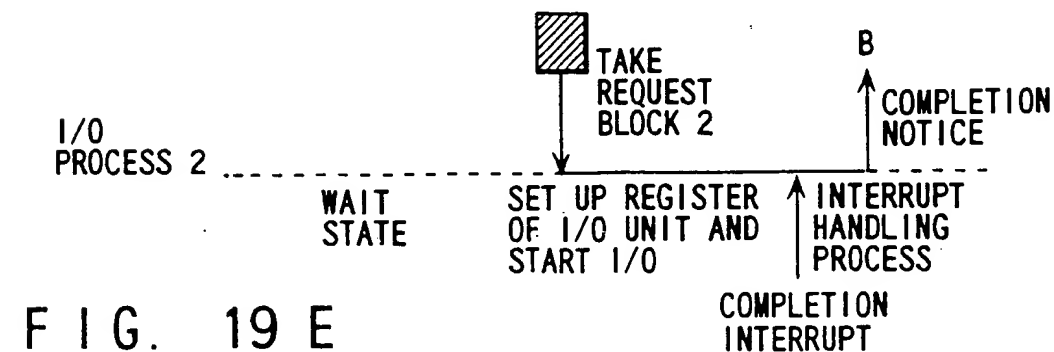 B
TAKE
REQUEST
BLOCK 2
COMPLETION
NOTICE
I/O
PROCESS 2
WAIT
STATE
SET UP REGISTER
OF I/O UNIT AND
START I/O
INTERRUPT
HANDLING
PROCESS
COMPLETION
INTERRUPT
FIG. 19E